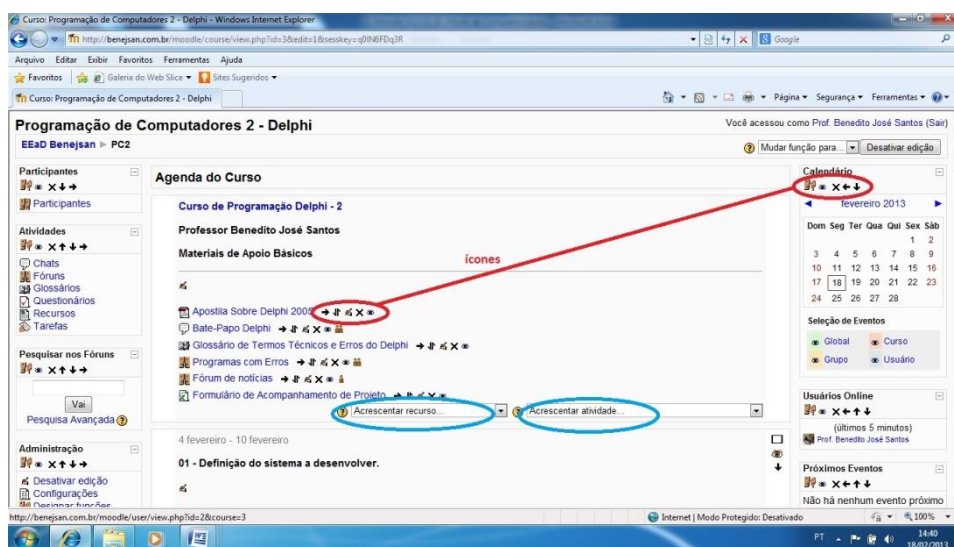 Curso: Programação de Computadores 2 - Delphi - Windows Internet Explorer
http://benejsan.com.br/moodle/course/view.php?id=3&edit=1&sesskey=q0IN6FDq3R
Google
Arquivo Editar Exibir Favoritos Ferramentas Ajuda
Favoritos Galeria do Web Slice Sites Sugeridos
Curso: Programação de Computadores 2 - Delphi
Página Segurança Ferramentas
Programação de Computadores 2 - Delphi
Você acessou como Prof. Benedito José Santos (Sair)
EEaD Benejsan ► PC2
Mudar função para... Desativar edição
Participantes
Participantes
Atividades
Chats
Fóruns
Glossários
Questionários
Recursos
Tarefas
Pesquisar nos Fóruns
Vai
Pesquisa Avançada
Administração
Desativar edição
Configurações
Designar funções
Agenda do Curso
Curso de Programação Delphi - 2
Professor Benedito José Santos
Materiais de Apoio Básicos
ícones
Apostila Sobre Delphi 2005
Bate-Papo Delphi
Glossário de Termos Técnicos e Erros do Delphi
Programas com Erros
Fórum de notícias
Formulário de Acompanhamento de Projeto
Acrescentar recurso... Acrescentar atividade...
4 fevereiro - 10 fevereiro
01 - Definição do sistema a desenvolver.
Calendário
fevereiro 2013
Dom Seg Ter Qua Qui Sex Sáb
1 2
3 4 5 6 7 8 9
10 11 12 13 14 15 16
17 18 19 20 21 22 23
24 25 26 27 28
Seleção de Eventos
Global Curso
Grupo Usuário
Usuários Online
(últimos 5 minutos)
Prof. Benedito José Santos
Próximos Eventos
Não há nenhum evento próximo
http://benejsan.com.br/moodle/user/view.php?id=2&course=3
Internet | Modo Protegido: Desativado
100%
PT
14:40
18/02/2013